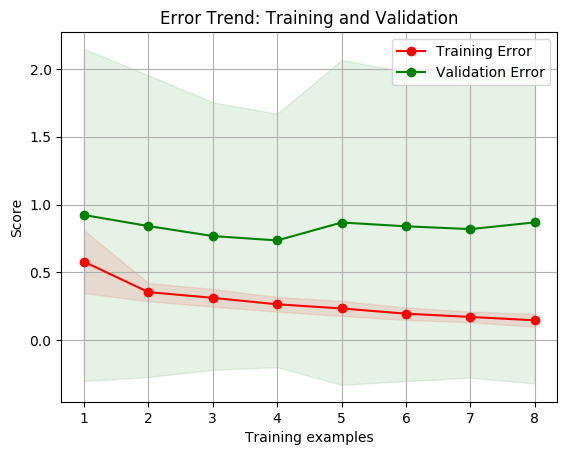 Error Trend: Training and Validation
Training Error
Validation Error
2.0
1.5
1.0
0.5
0.0
Score
1 2 3 4 5 6 7 8
Training examples